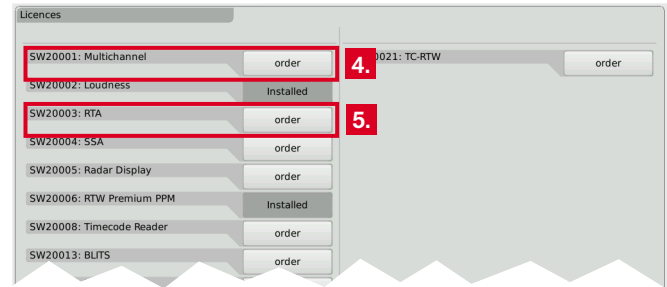 Licences
SW20001: Multichannel order
4.
0021: TC-RTW order
SW20002: Loudness Installed
SW20003: RTA order
5.
SW20004: SSA order
SW20005: Radar Display order
SW20006: RTW Premium PPM Installed
SW20008: Timecode Reader order
SW20013: BLITS order